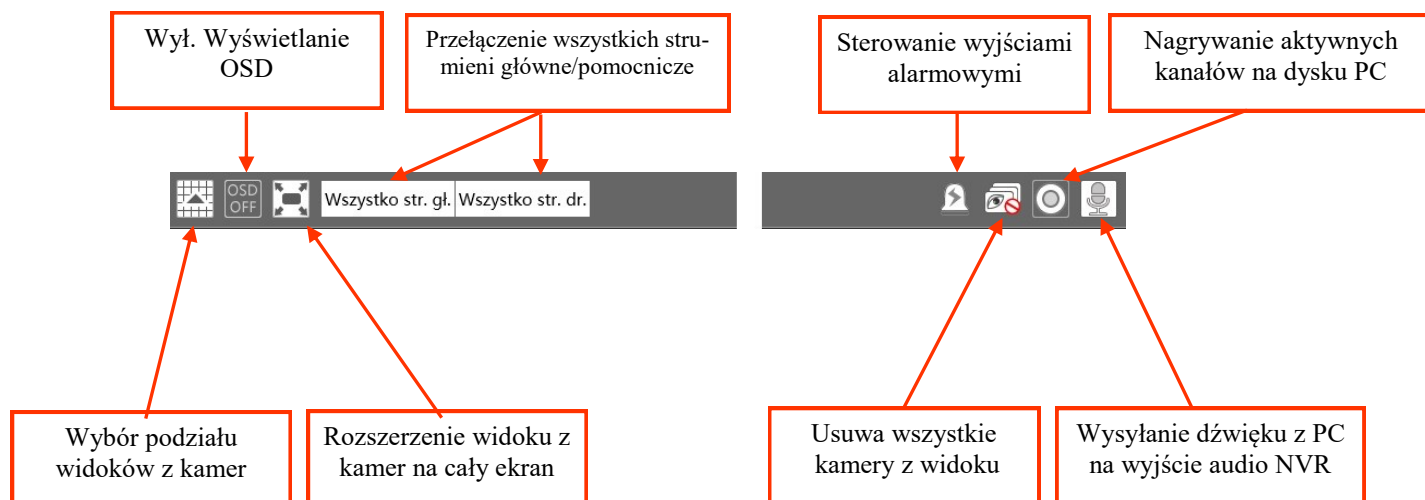 Wył. Wyświetlanie
OSD
Przełączenie wszystkich stru-
mieni główne/pomocnicze
Sterowanie wyjściami
alarmowymi
Nagrywanie aktywnych
kanałów na dysku PC
OSD
OFF
Wszystko str. gł.
Wszystko str. dr.
Wybór podziału
widoków z kamer
Rozszerzenie widoku z
kamer na cały ekran
Usuwa wszystkie
kamery z widoku
Wysyłanie dźwięku z PC
na wyjście audio NVR